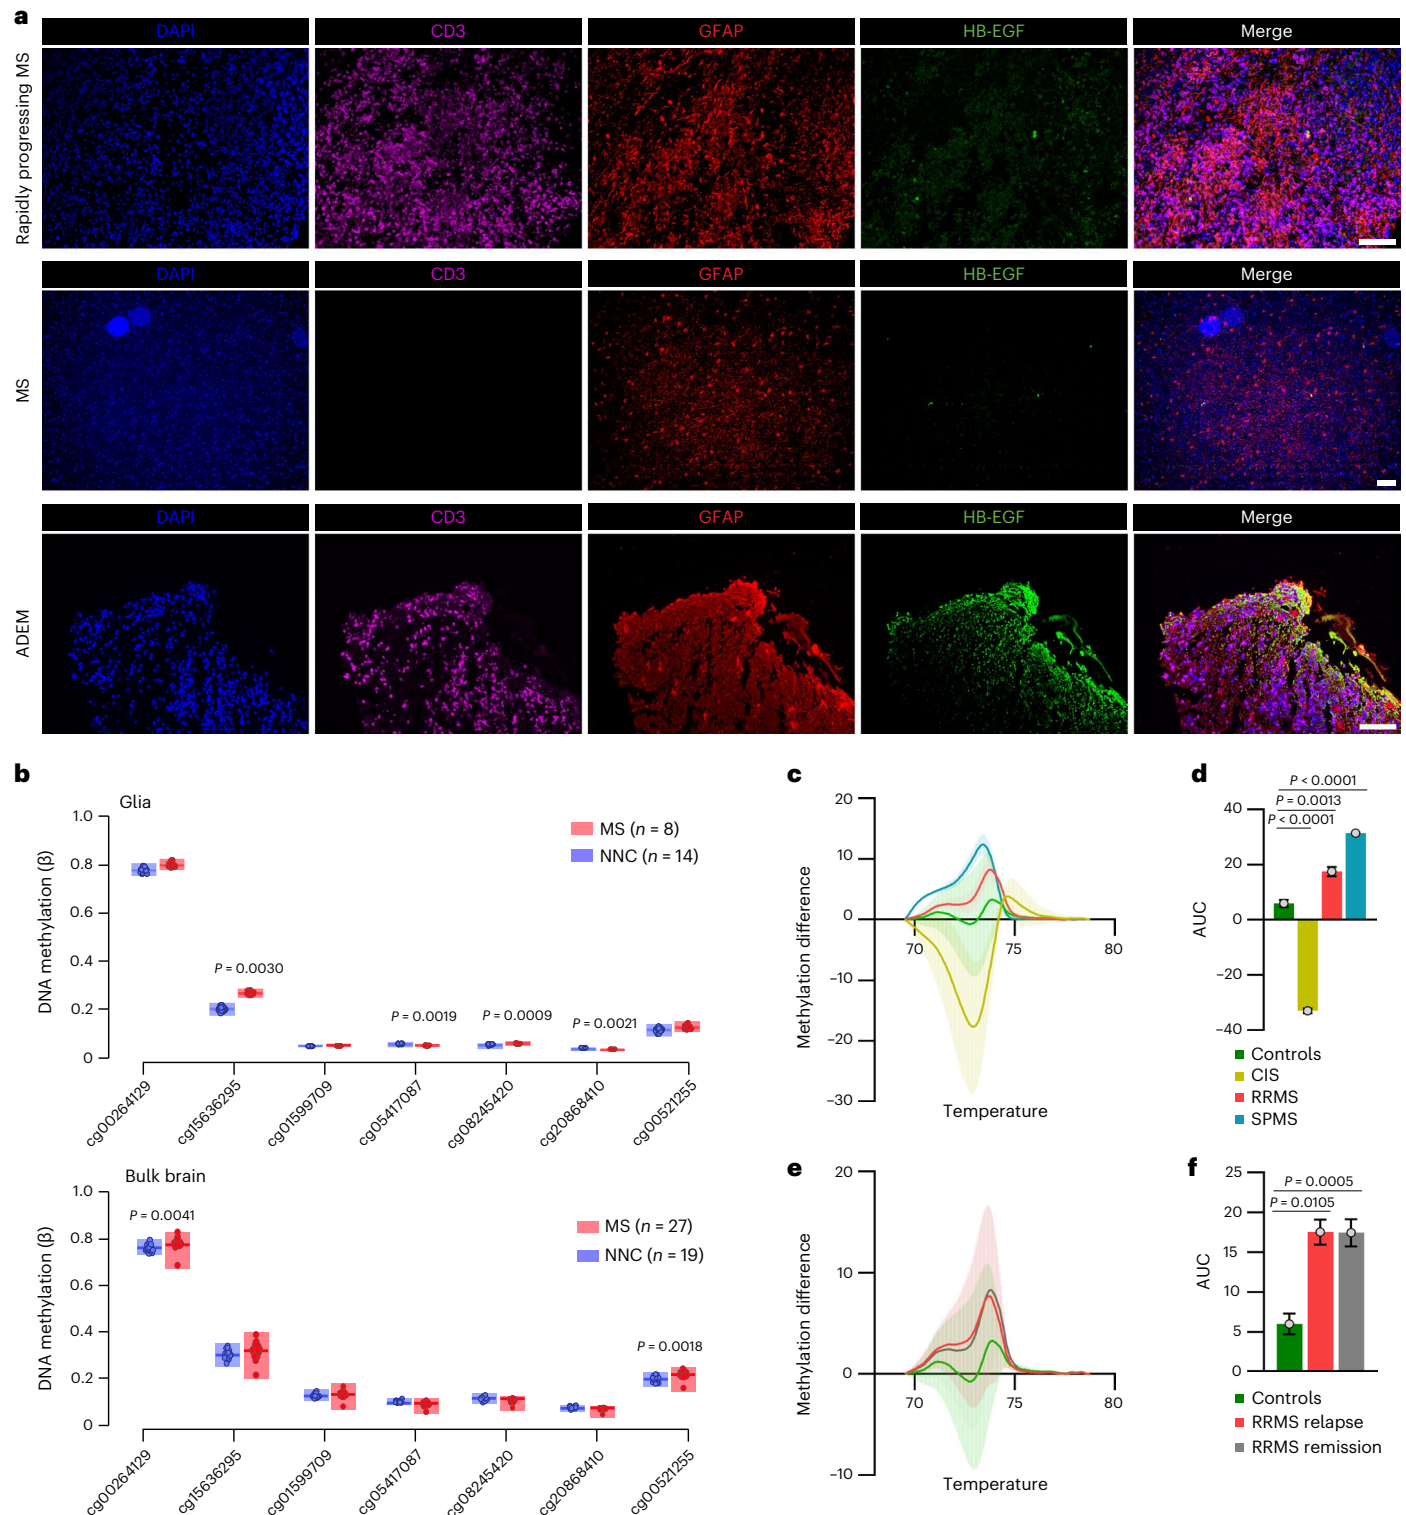 a
DAPI CD3 GFAP HB-EGF Merge
Rapidly progressing MS
DAPI CD3 GFAP HB-EGF Merge
MS
DAPI CD3 GFAP HB-EGF Merge
ADEM
b
Glia
DNA methylation (β)
1.0
0.8
0.6
0.4
0.2
0
MS (n = 8)
NNC (n = 14)
P = 0.0030
P = 0.0019
P = 0.0009
P = 0.0021
cg00264129
cg15636295
cg01599709
cg05417087
cg08245420
cg20868410
cg00521255
Bulk brain
DNA methylation (β)
1.0
0.8
0.6
0.4
0.2
0
MS (n = 27)
NNC (n = 19)
P = 0.0041
P = 0.0018
cg00264129
cg15636295
cg01599709
cg05417087
cg08245420
cg20868410
cg00521255
c
Methylation difference
20
10
0
–10
–20
–30
70 75 80
Temperature
d
P < 0.0001
P = 0.0013
P < 0.0001
AUC
40
20
0
–20
–40
Controls
CIS
RRMS
SPMS
e
Methylation difference
20
10
0
–10
70 75 80
Temperature
f
P = 0.0005
P = 0.0105
AUC
25
20
15
10
5
0
Controls
RRMS relapse
RRMS remission